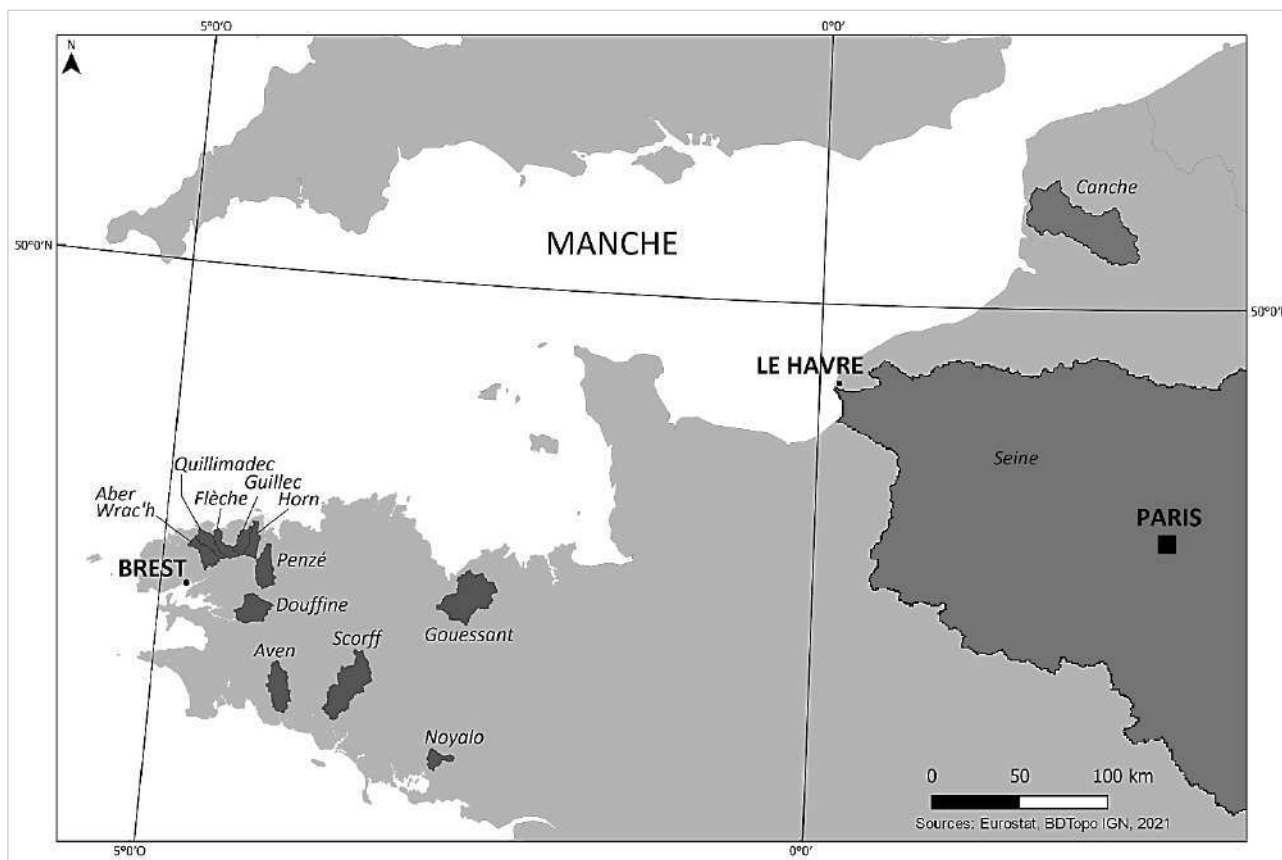 5°0'O
0°0'
N
Canche
50°0'N
MANCHE
50°0'N
LE HAVRE
Quillimadec
Guillec
Aber
Wrac'h
Flèche
Horn
Seine
PARIS
BREST
Penzé
Douffine
Gouessant
Scorff
Aven
Noyalo
0 50 100 km
Sources: Eurostat, BDTopo IGN, 2021
5°0'O
0°0'